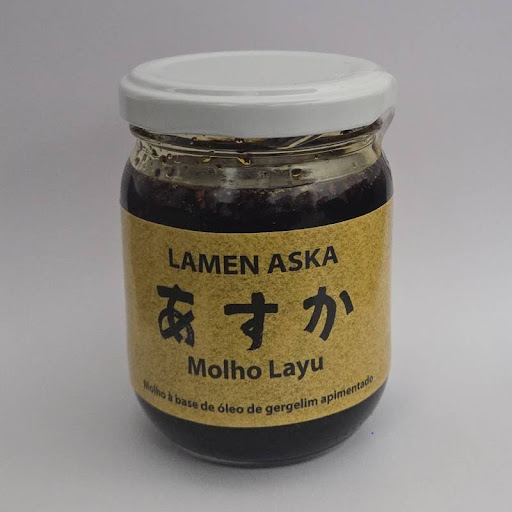 LAMEN ASKA
あすか
Molho Layu
Molho à base de óleo de gergelim apimentado